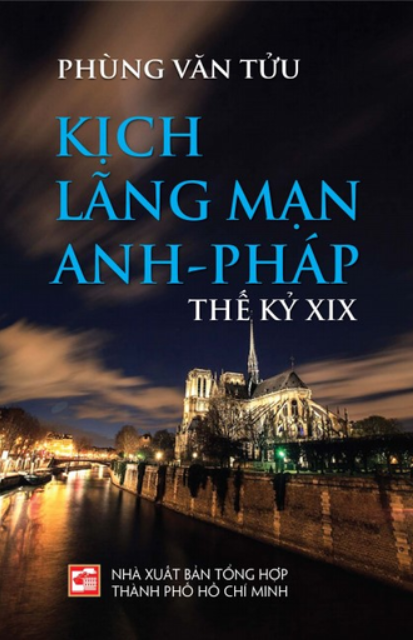 PHÙNG VĂN TỬU
KỊCH
LÃNG MẠN
ANH-PHÁP
THẾ KỶ XIX
NHÀ XUẤT BẢN TỔNG HỢP
THÀNH PHỐ HỒ CHÍ MINH